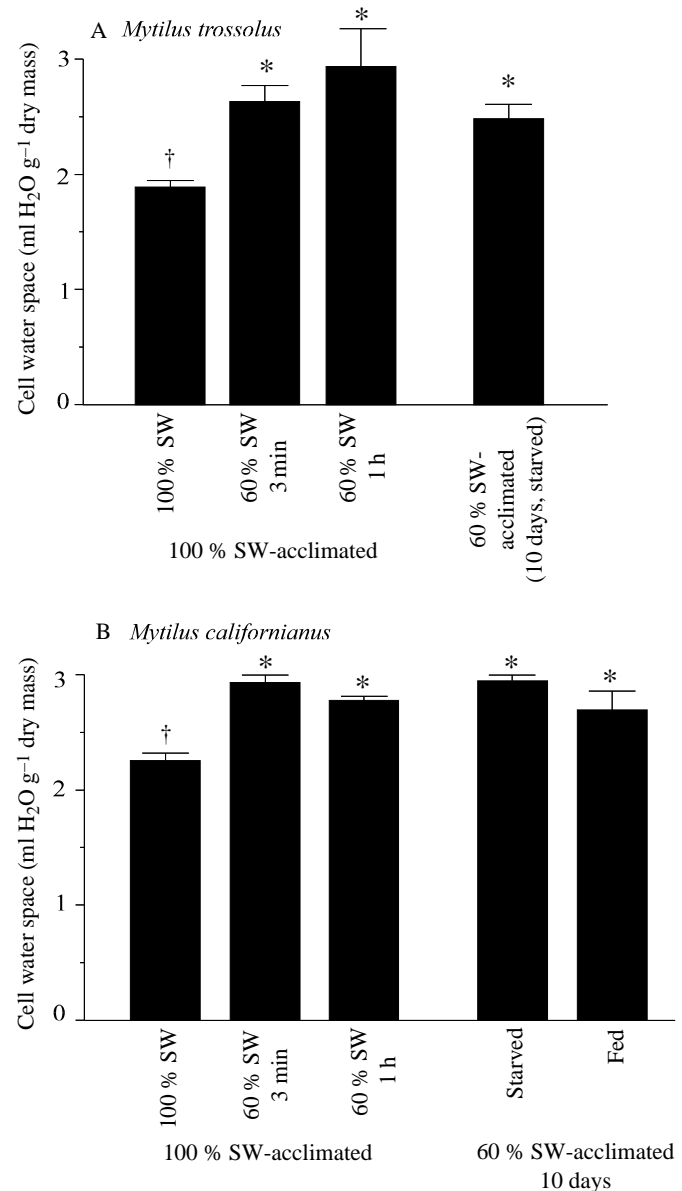 A Mytilus trossolus
Cell water space (ml H₂O g⁻¹ dry mass)
3
2
1
0
†
*
*
*
100 % SW
60 % SW
3 min
60 % SW
1 h
60 % SW-
acclimated
(10 days, starved)
100 % SW-acclimated
B Mytilus californianus
Cell water space (ml H₂O g⁻¹ dry mass)
3
2
1
0
†
*
*
*
*
100 % SW
60 % SW
3 min
60 % SW
1 h
Starved
Fed
100 % SW-acclimated
60 % SW-acclimated
10 days